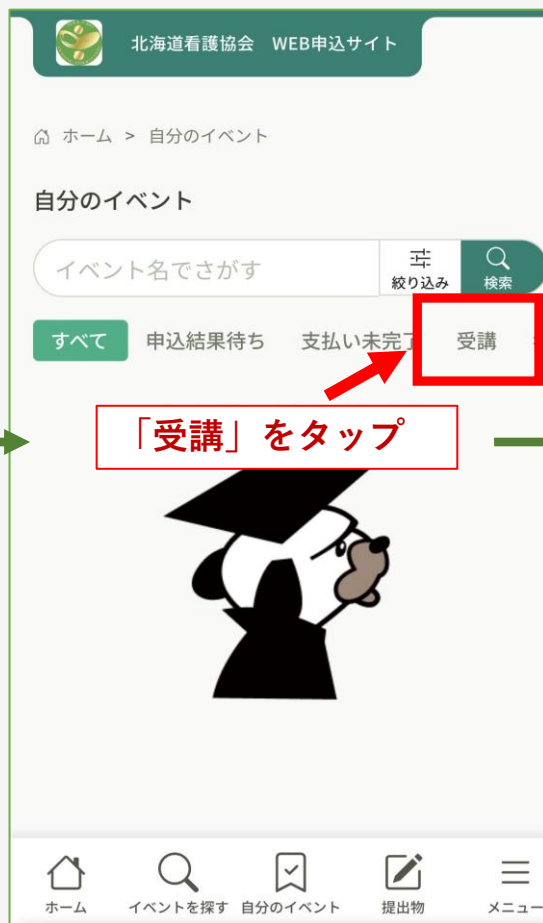 北海道看護協会 WEB申込サイト
ホーム > 自分のイベント
自分のイベント
イベント名でさがす
絞り込み
検索
すべて 申込結果待ち 支払い未完了 受講
「受講」をタップ
ホーム イベントを探す 自分のイベント 提出物 メニュー